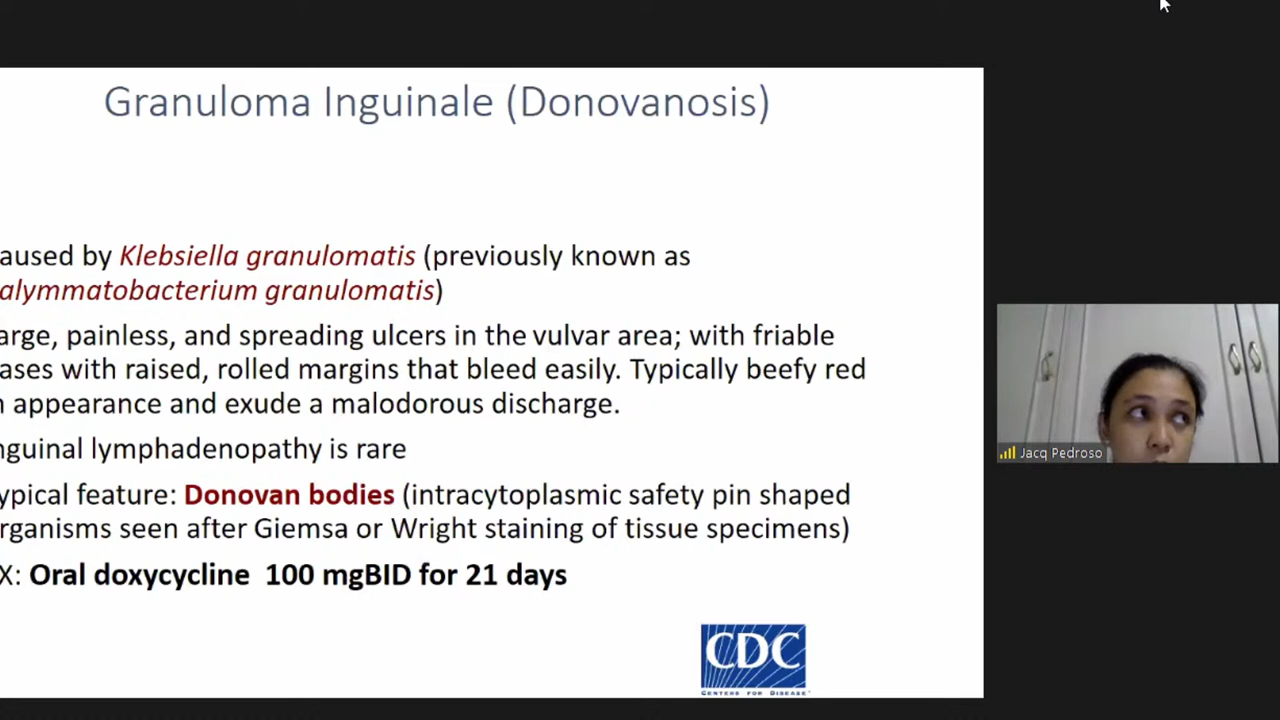 Granuloma Inguinale (Donovanosis)
aused by Klebsiella granulomatis (previously known as
alymmatobacterium granulomatis)
arge, painless, and spreading ulcers in the vulvar area; with friable
ases with raised, rolled margins that bleed easily. Typically beefy red
n appearance and exude a malodorous discharge.
nguinal lymphadenopathy is rare
ypical feature: Donovan bodies (intracytoplasmic safety pin shaped
rganisms seen after Giemsa or Wright staining of tissue specimens)
X: Oral doxycycline 100 mgBID for 21 days
CDC
CENTERS FOR DISEASE
Jacq Pedroso